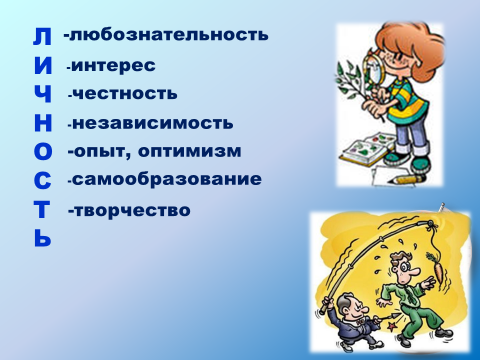 Л -любознательность
И -интерес
Ч -честность
Н -независимость
О -опыт, оптимизм
С -самообразование
Т -творчество
Ь